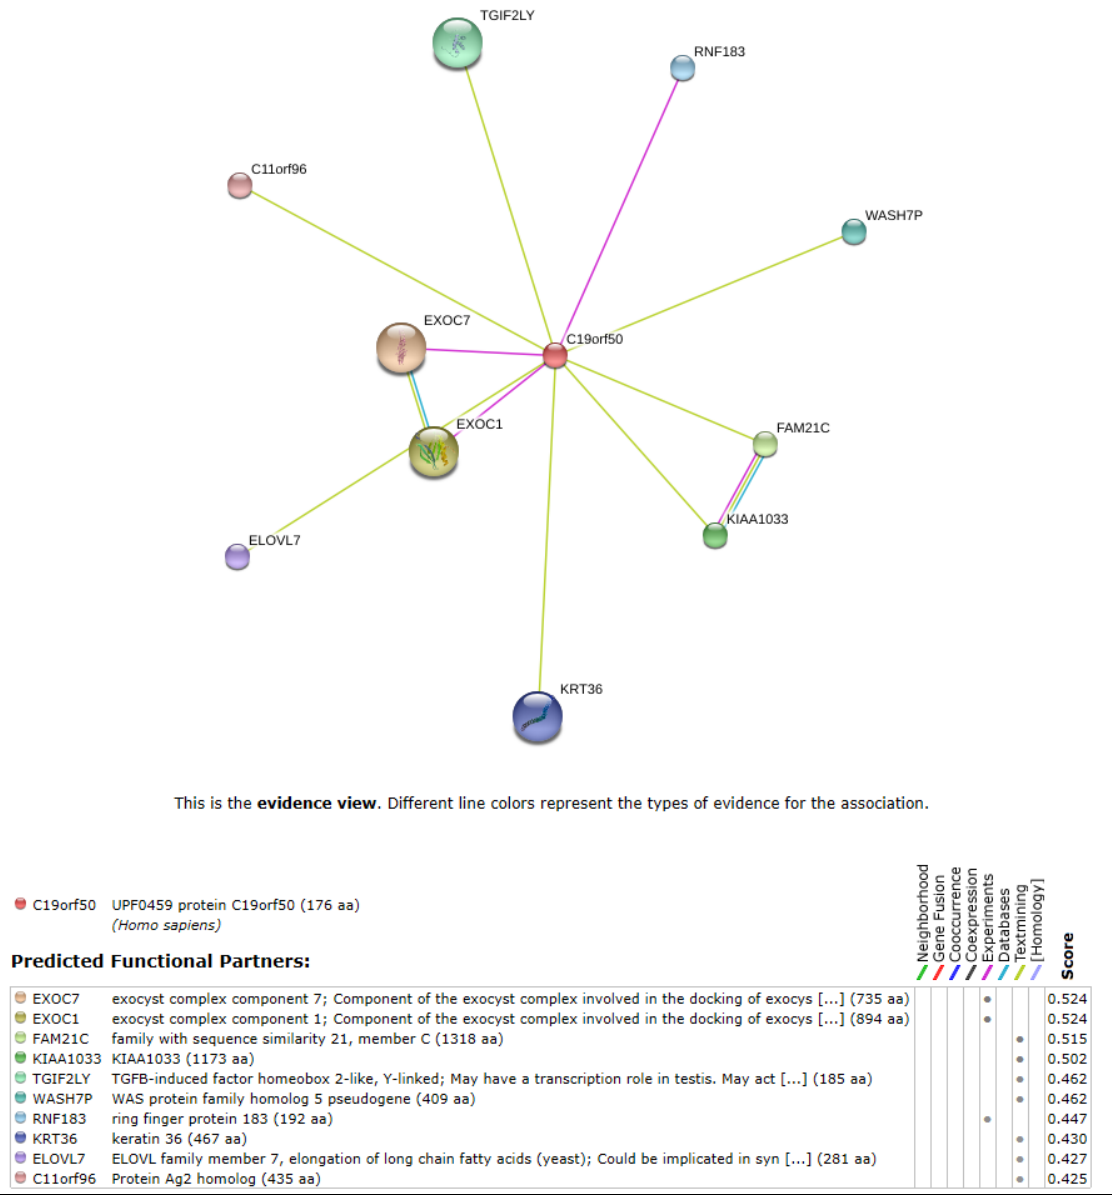 TGIF2LY
RNF183
C11orf96
WASH7P
EXOC7
C19orf50
EXOC1
FAM21C
KIAA1033
ELOVL7
KRT36
This is the evidence view. Different line colors represent the types of evidence for the association.
Neighborhood
Gene Fusion
Cooccurrence
Coexpression
Experiments
Databases
Textmining
[Homology]
Score
C19orf50 UPF0459 protein C19orf50 (176 aa)
(Homo sapiens)
Predicted Functional Partners:
EXOC7 exocyst complex component 7; Component of the exocyst complex involved in the docking of exocys [...] (735 aa) 0.524
EXOC1 exocyst complex component 1; Component of the exocyst complex involved in the docking of exocys [...] (894 aa) 0.524
FAM21C family with sequence similarity 21, member C (1318 aa) 0.515
KIAA1033 KIAA1033 (1173 aa) 0.502
TGIF2LY TGFB-induced factor homeobox 2-like, Y-linked; May have a transcription role in testis. May act [...] (185 aa) 0.462
WASH7P WAS protein family homolog 5 pseudogene (409 aa) 0.462
RNF183 ring finger protein 183 (192 aa) 0.447
KRT36 keratin 36 (467 aa) 0.430
ELOVL7 ELOVL family member 7, elongation of long chain fatty acids (yeast); Could be implicated in syn [...] (281 aa) 0.427
C11orf96 Protein Ag2 homolog (435 aa) 0.425